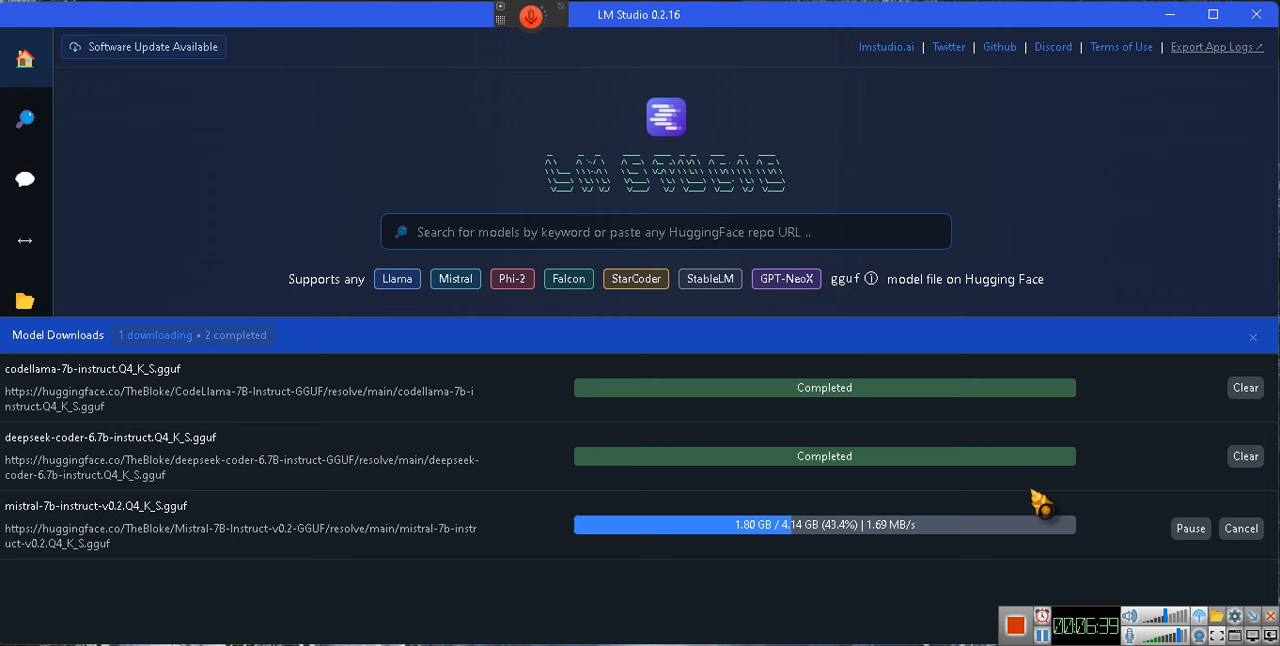 LM Studio 0.2.16
Software Update Available
lmstudio.ai | Twitter | Github | Discord | Terms of Use | Export App Logs
LM STUDIO
Search for models by keyword or paste any HuggingFace repo URL ..
Supports any Llama Mistral Phi-2 Falcon StarCoder StableLM GPT-NeoX gguf model file on Hugging Face
Model Downloads 1 downloading • 2 completed
codellama-7b-instruct.Q4_K_S.gguf
https://huggingface.co/TheBloke/CodeLlama-7B-Instruct-GGUF/resolve/main/codellama-7b-i
nstruct.Q4_K_S.gguf
Completed
Clear
deepseek-coder-6.7b-instruct.Q4_K_S.gguf
https://huggingface.co/TheBloke/deepseek-coder-6.7B-instruct-GGUF/resolve/main/deepseek-
coder-6.7b-instruct.Q4_K_S.gguf
Completed
Clear
mistral-7b-instruct-v0.2.Q4_K_S.gguf
https://huggingface.co/TheBloke/Mistral-7B-Instruct-v0.2-GGUF/resolve/main/mistral-7b-instr
uct-v0.2.Q4_K_S.gguf
1.80 GB / 4.14 GB (43.4%) | 1.69 MB/s
Pause
Cancel
00:06:39